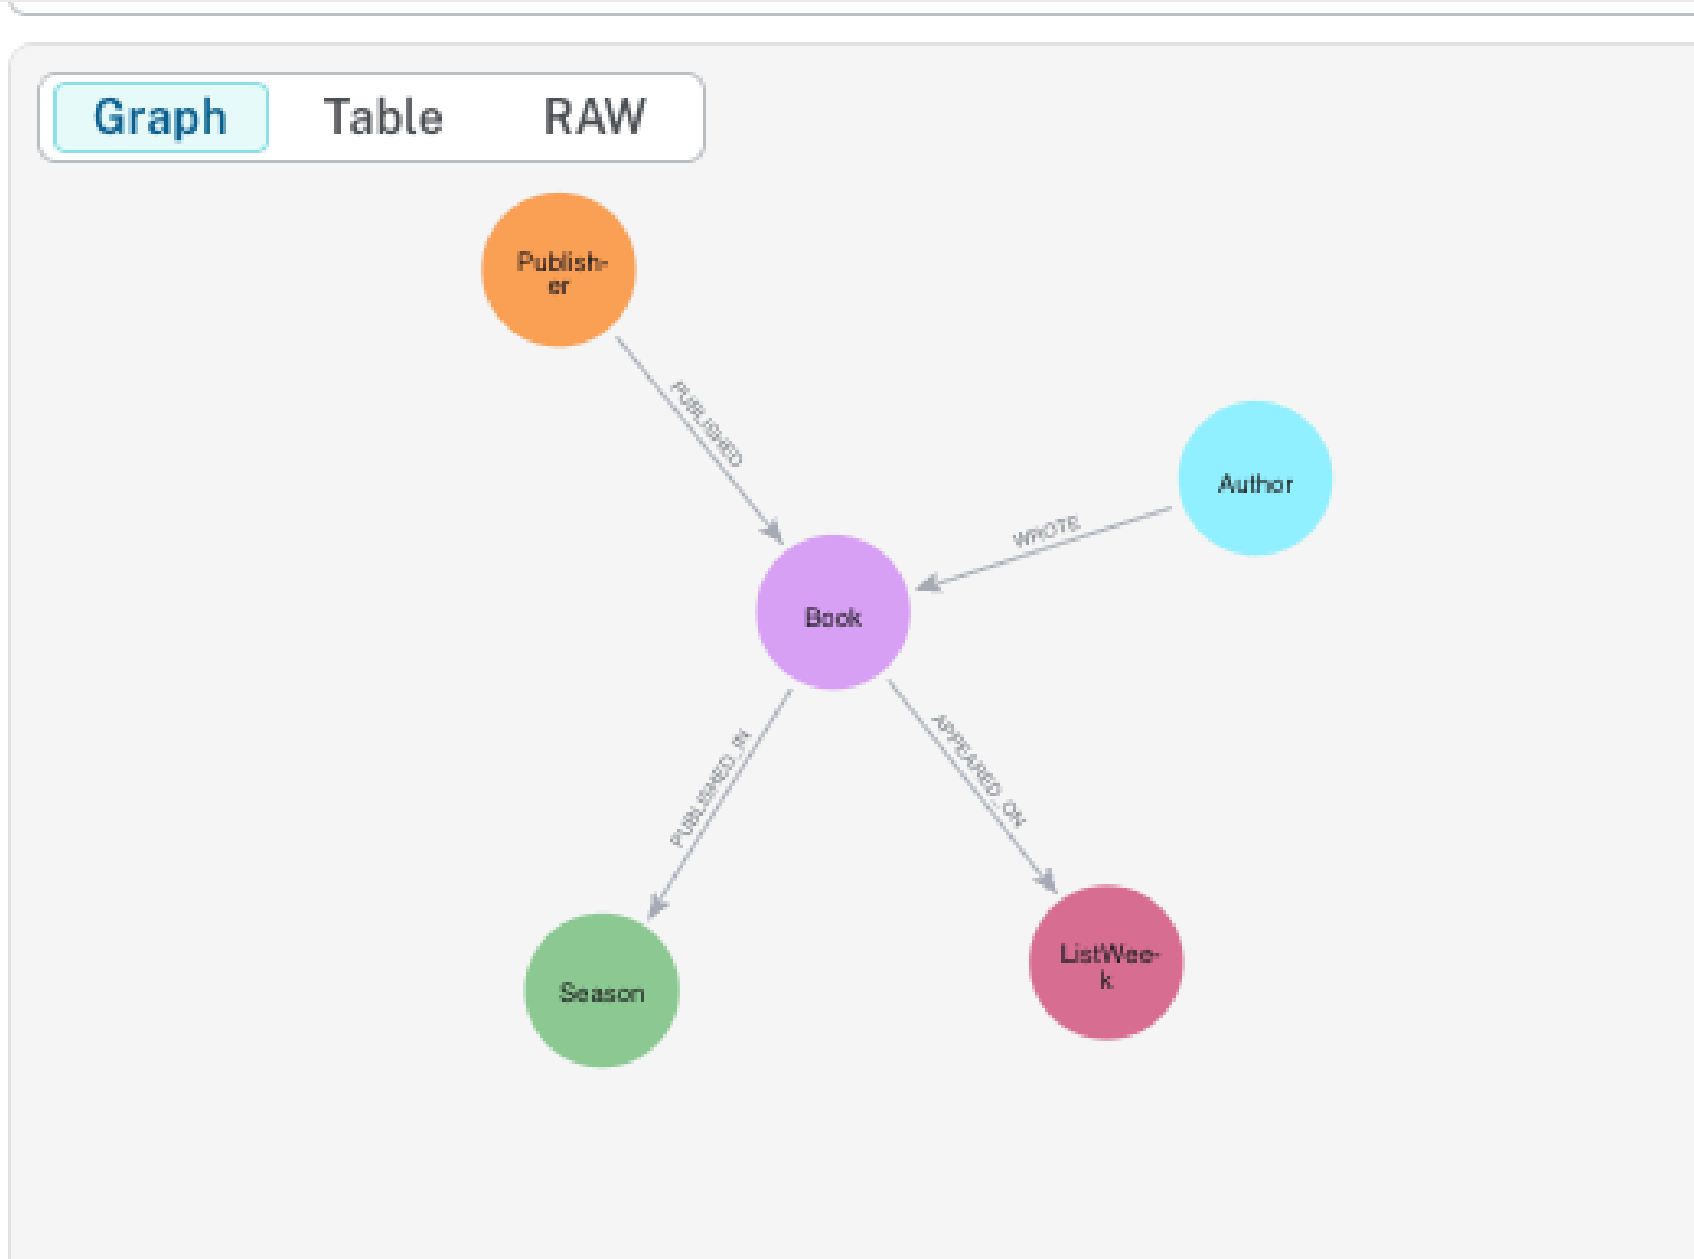 Graph Table RAW
Publish-
er
PUBLISHED
Author
WROTE
Book
PUBLISHED_IN
APPEARED_ON
ListWee-
k
Season